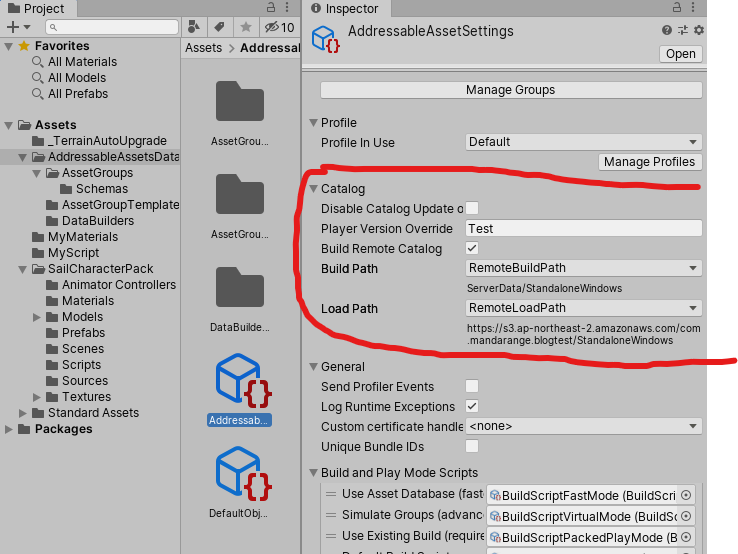 Project
Inspector
10
AddressableAssetSettings
Open
Favorites
All Materials
All Models
All Prefabs
Assets
_TerrainAutoUpgrade
AddressableAssetsData
AssetGroups
Schemas
AssetGroupTemplate
DataBuilders
MyMaterials
MyScript
SailCharacterPack
Animator Controllers
Materials
Models
Prefabs
Scenes
Scripts
Sources
Textures
Standard Assets
Packages
Assets > Addressal
AssetGrou...
AssetGrou...
DataBuilde...
Addressab...
DefaultObj...
Manage Groups
Profile
Profile In Use Default
Manage Profiles
Catalog
Disable Catalog Update o
Player Version Override Test
Build Remote Catalog
Build Path RemoteBuildPath
ServerData/StandaloneWindows
Load Path RemoteLoadPath
https://s3.ap-northeast-2.amazonaws.com/com
.mandarange.blogtest/StandaloneWindows
General
Send Profiler Events
Log Runtime Exceptions
Custom certificate handle <none>
Unique Bundle IDs
Build and Play Mode Scripts
Use Asset Database (fast BuildScriptFastMode (BuildScri
Simulate Groups (advanc BuildScriptVirtualMode (BuildSc
Use Existing Build (require BuildScriptPackedPlayMode (B